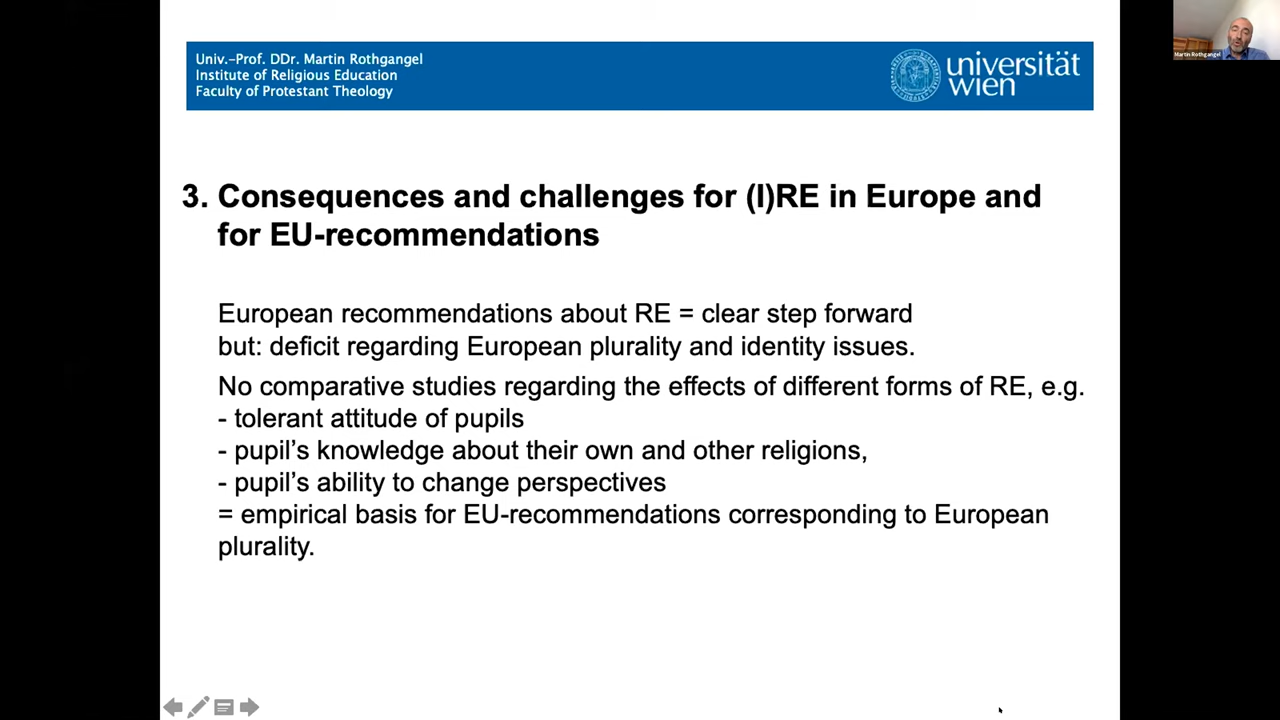 Univ.-Prof. DDr. Martin Rothgangel
Institute of Religious Education
Faculty of Protestant Theology
universität
wien
Martin Rothgangel
3. Consequences and challenges for (I)RE in Europe and
for EU-recommendations
European recommendations about RE = clear step forward
but: deficit regarding European plurality and identity issues.
No comparative studies regarding the effects of different forms of RE, e.g.
- tolerant attitude of pupils
- pupil’s knowledge about their own and other religions,
- pupil’s ability to change perspectives
= empirical basis for EU-recommendations corresponding to European
plurality.